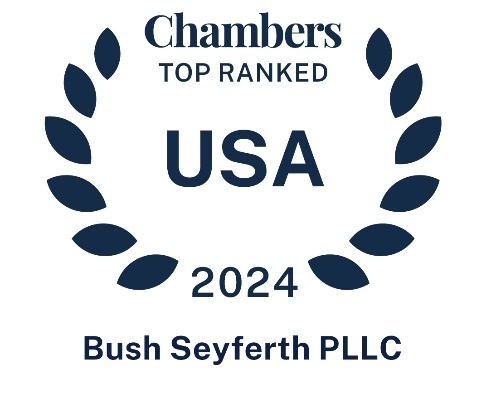 Chambers
TOP RANKED
USA
2024
Bush Seyferth PLLC